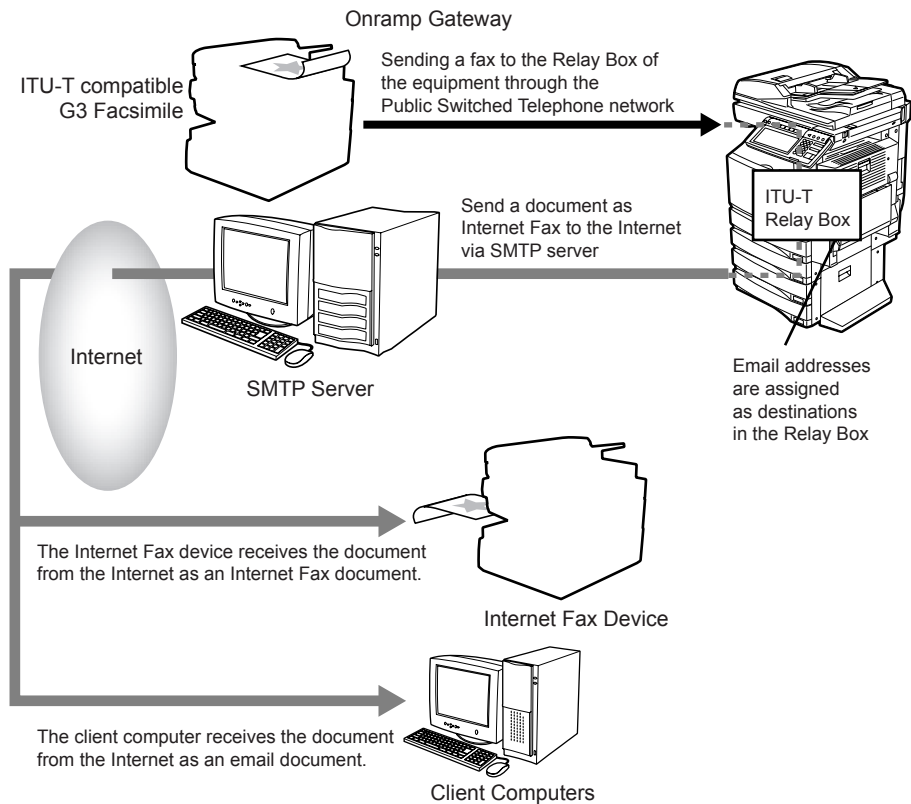 Onramp Gateway
ITU-T compatible
G3 Facsimile
Sending a fax to the Relay Box of
the equipment through the
Public Switched Telephone network
ITU-T
Relay Box
Send a document as
Internet Fax to the Internet
via SMTP server
Internet
SMTP Server
Email addresses
are assigned
as destinations
in the Relay Box
The Internet Fax device receives the document
from the Internet as an Internet Fax document.
Internet Fax Device
The client computer receives the document
from the Internet as an email document.
Client Computers